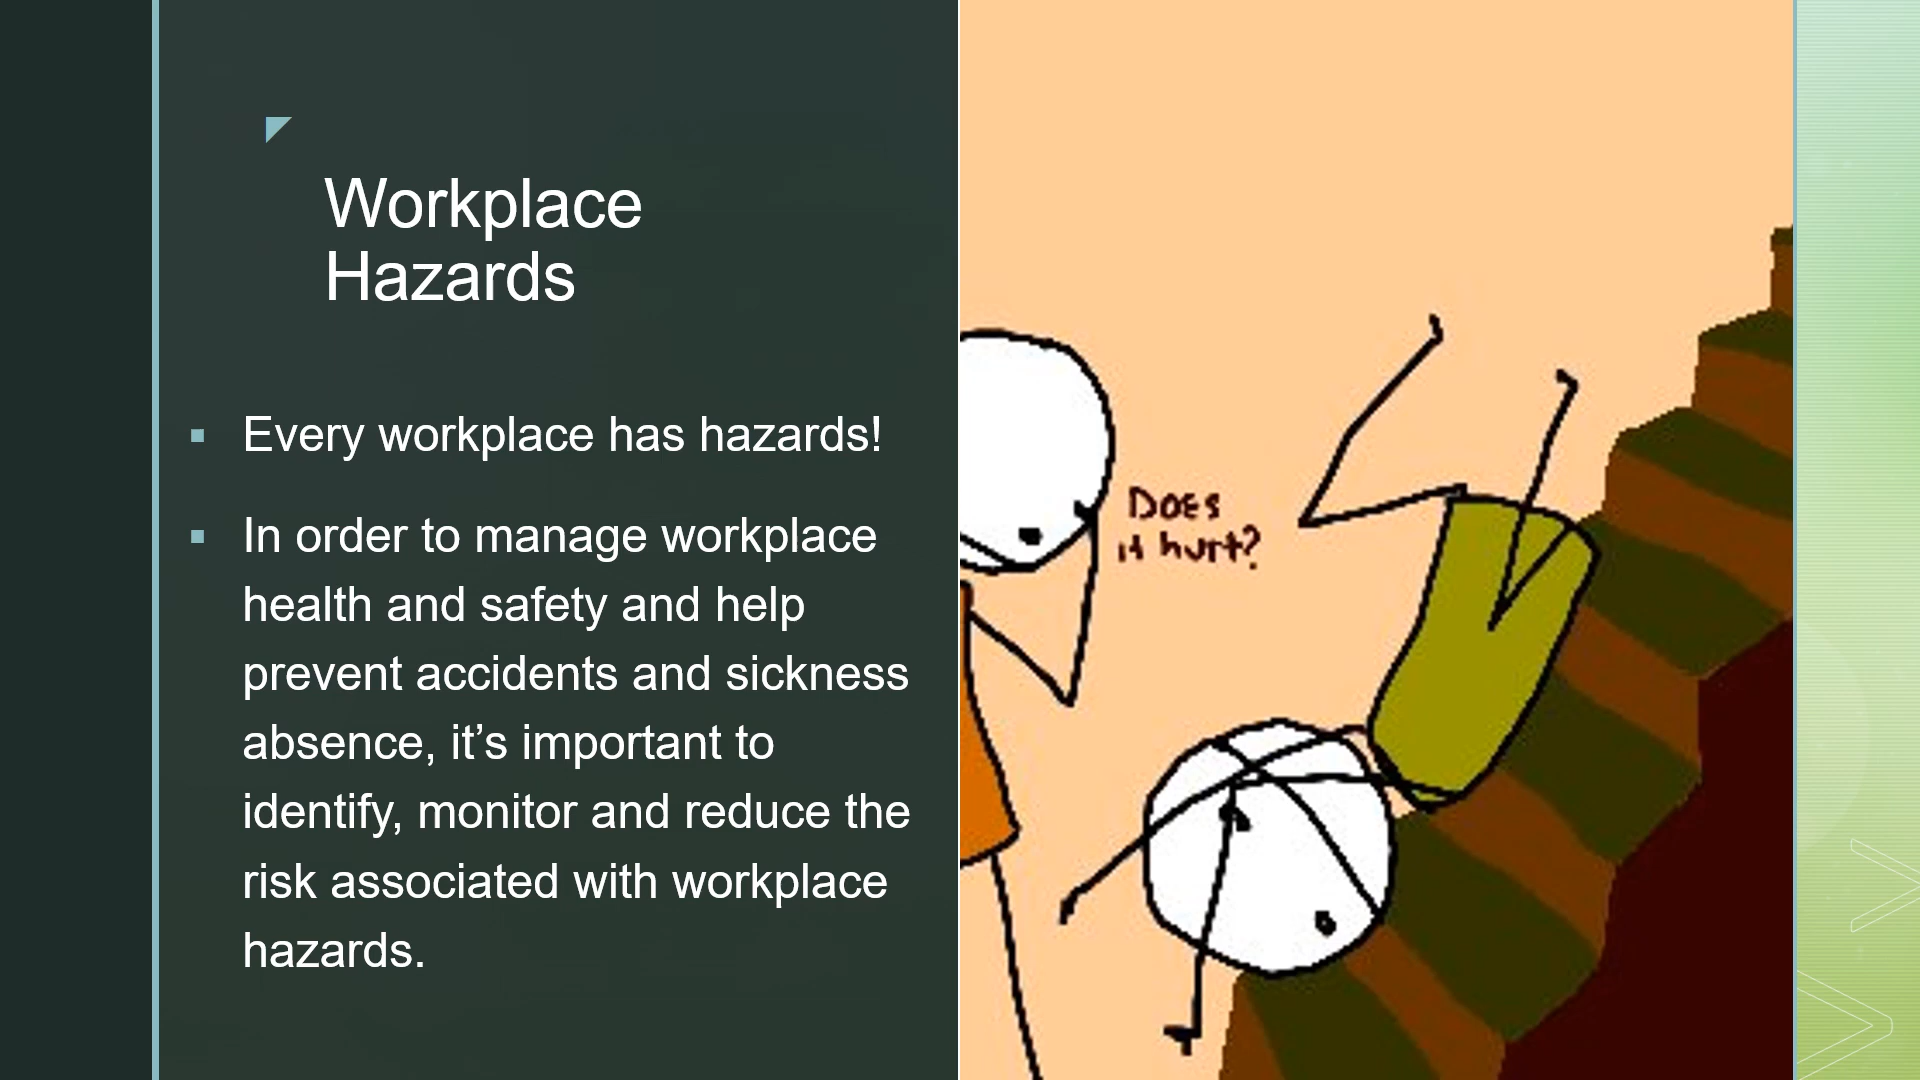 Workplace
Hazards
Every workplace has hazards!
In order to manage workplace
health and safety and help
prevent accidents and sickness
absence, it’s important to
identify, monitor and reduce the
risk associated with workplace
hazards.
Does
it hurt?